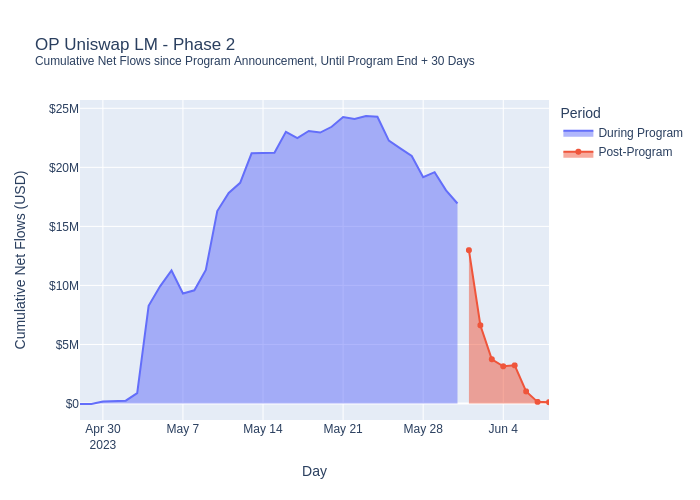 OP Uniswap LM - Phase 2
Cumulative Net Flows since Program Announcement, Until Program End + 30 Days
Period
During Program
Post-Program
Cumulative Net Flows (USD)
$25M
$20M
$15M
$10M
$5M
$0
Apr 30
2023
May 7
May 14
May 21
May 28
Jun 4
Day